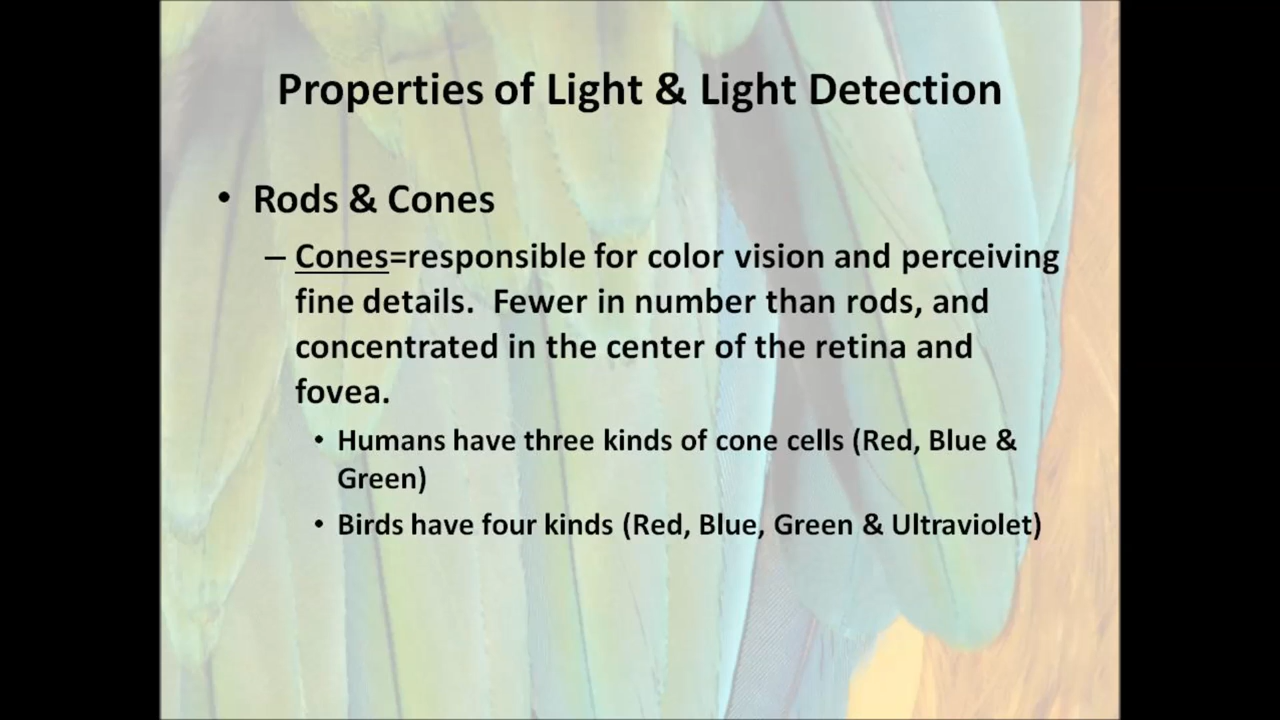 Properties of Light & Light Detection
• Rods & Cones
– Cones=responsible for color vision and perceiving
fine details.  Fewer in number than rods, and
concentrated in the center of the retina and
fovea.
• Humans have three kinds of cone cells (Red, Blue &
Green)
• Birds have four kinds (Red, Blue, Green & Ultraviolet)